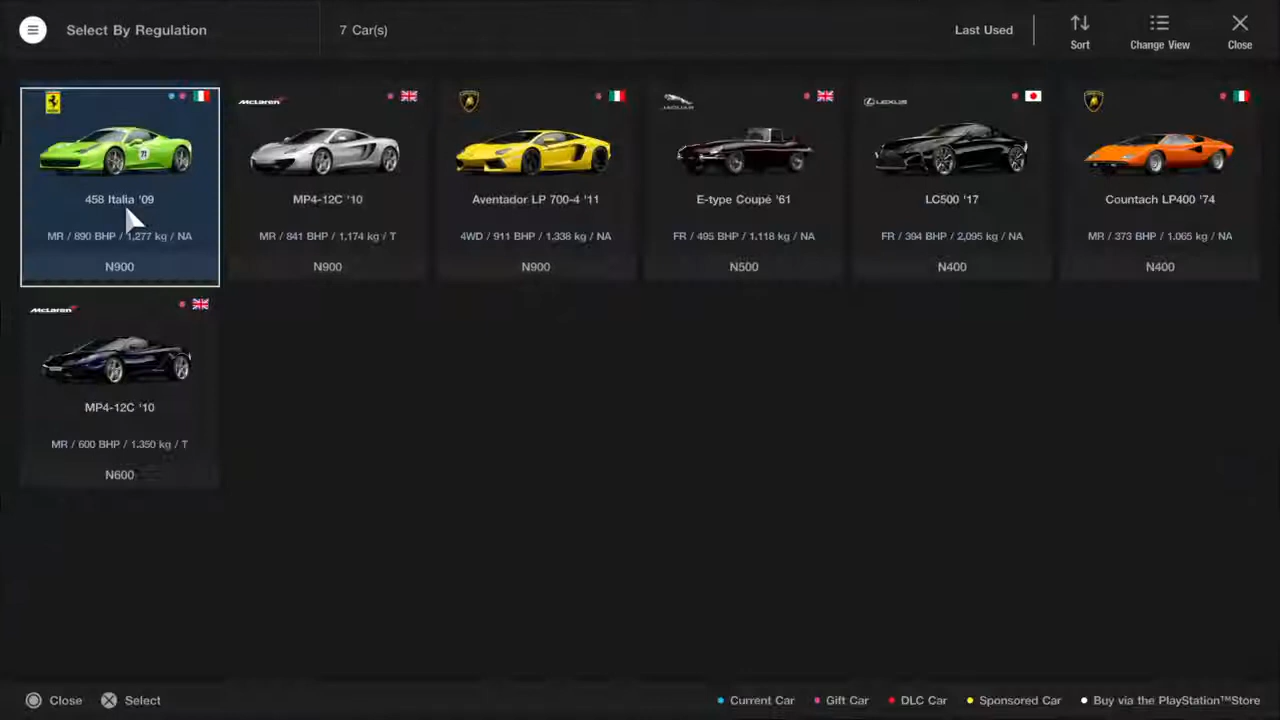 Select By Regulation
7 Car(s)
Last Used
Sort
Change View
Close
458 Italia '09
MR / 890 BHP / 1,277 kg / NA
N900
McLaren
MP4-12C '10
MR / 841 BHP / 1,174 kg / T
N900
Aventador LP 700-4 '11
4WD / 911 BHP / 1,338 kg / NA
N900
JAGUAR
E-type Coupé '61
FR / 495 BHP / 1,118 kg / NA
N500
LEXUS
LC500 '17
FR / 394 BHP / 2,095 kg / NA
N400
Countach LP400 '74
MR / 373 BHP / 1,065 kg / NA
N400
McLaren
MP4-12C '10
MR / 600 BHP / 1,350 kg / T
N600
Close
Select
Current Car
Gift Car
DLC Car
Sponsored Car
Buy via the PlayStation™Store